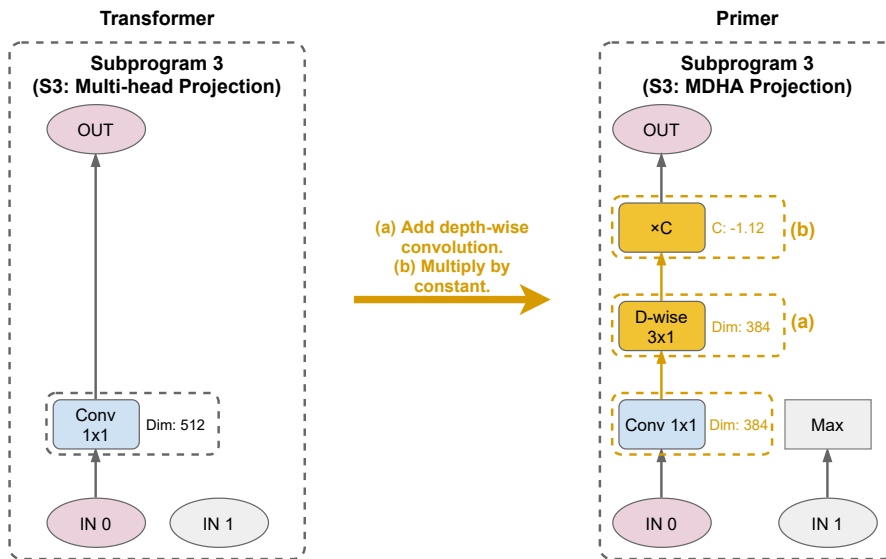 Transformer
Subprogram 3
(S3: Multi-head Projection)
OUT
Conv
1x1
Dim: 512
IN 0
IN 1
(a) Add depth-wise
convolution.
(b) Multiply by
constant.
Primer
Subprogram 3
(S3: MDHA Projection)
OUT
×C
C: -1.12
(b)
D-wise
3x1
Dim: 384
(a)
Conv 1x1
Dim: 384
Max
IN 0
IN 1